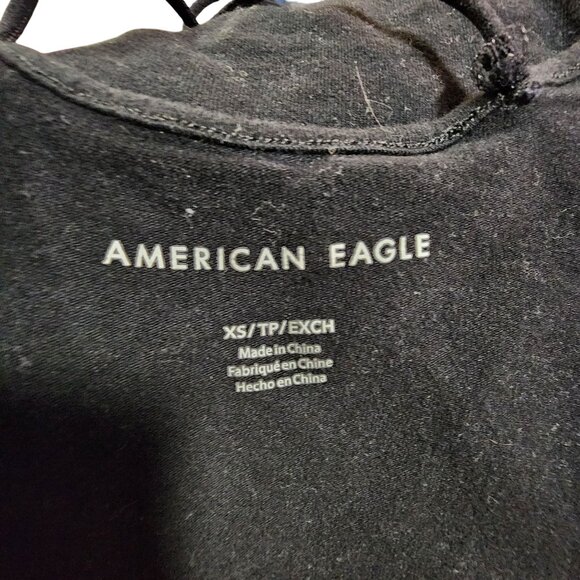 AMERICAN EAGLE
XS/TP/EXCH
Made in China
Fabriqué en Chine
Hecho en China